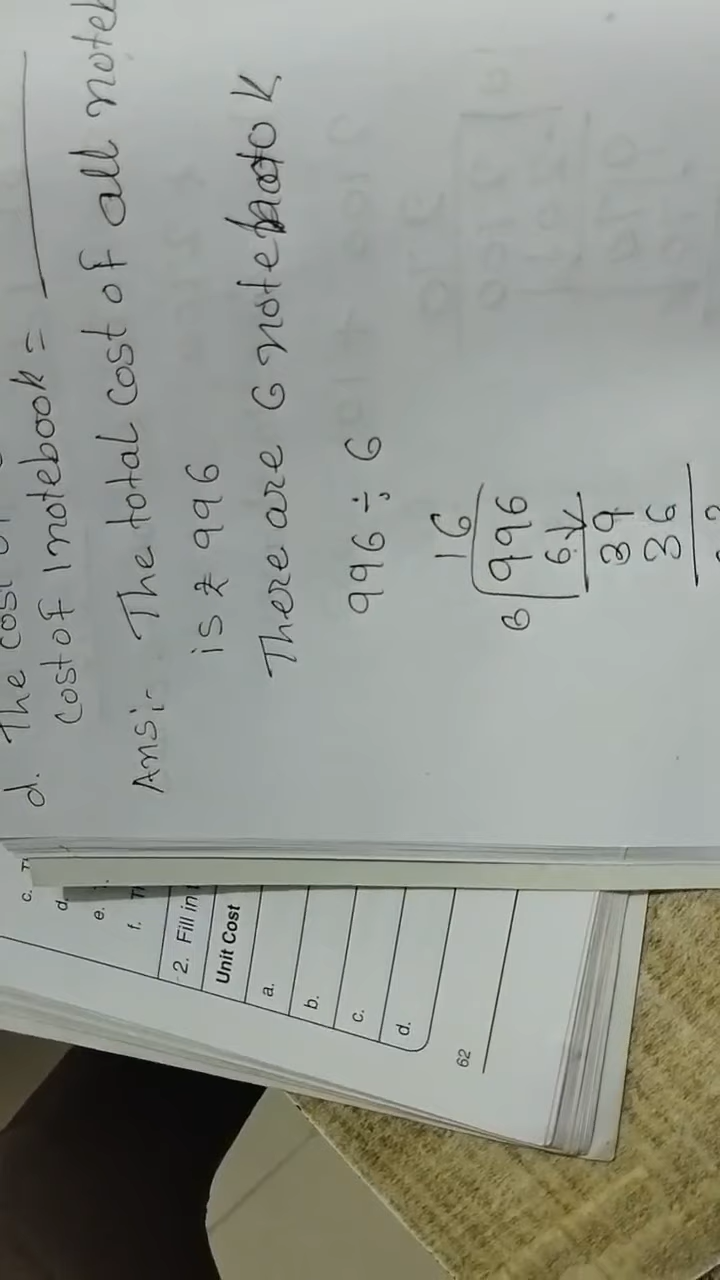 d. The cost of
cost of 1 notebook = ____
Ans:- The total cost of all
is ₹ 996
There are 6 notebook
996 ÷ 6
16
6 996
6
39
36
c.
d.
e.
f.
2. Fill in
Unit Cost
a.
b.
c.
d.
62